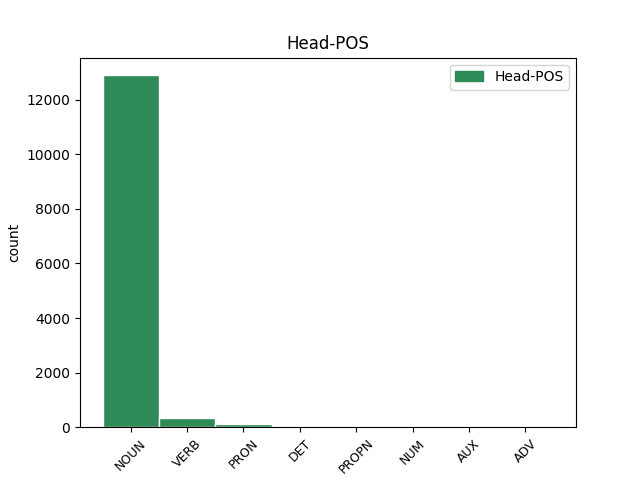 Head-POS
Head-POS
count
12000
10000
8000
6000
4000
2000
0
NOUN VERB PRON DET PROPN NUM AUX ADV